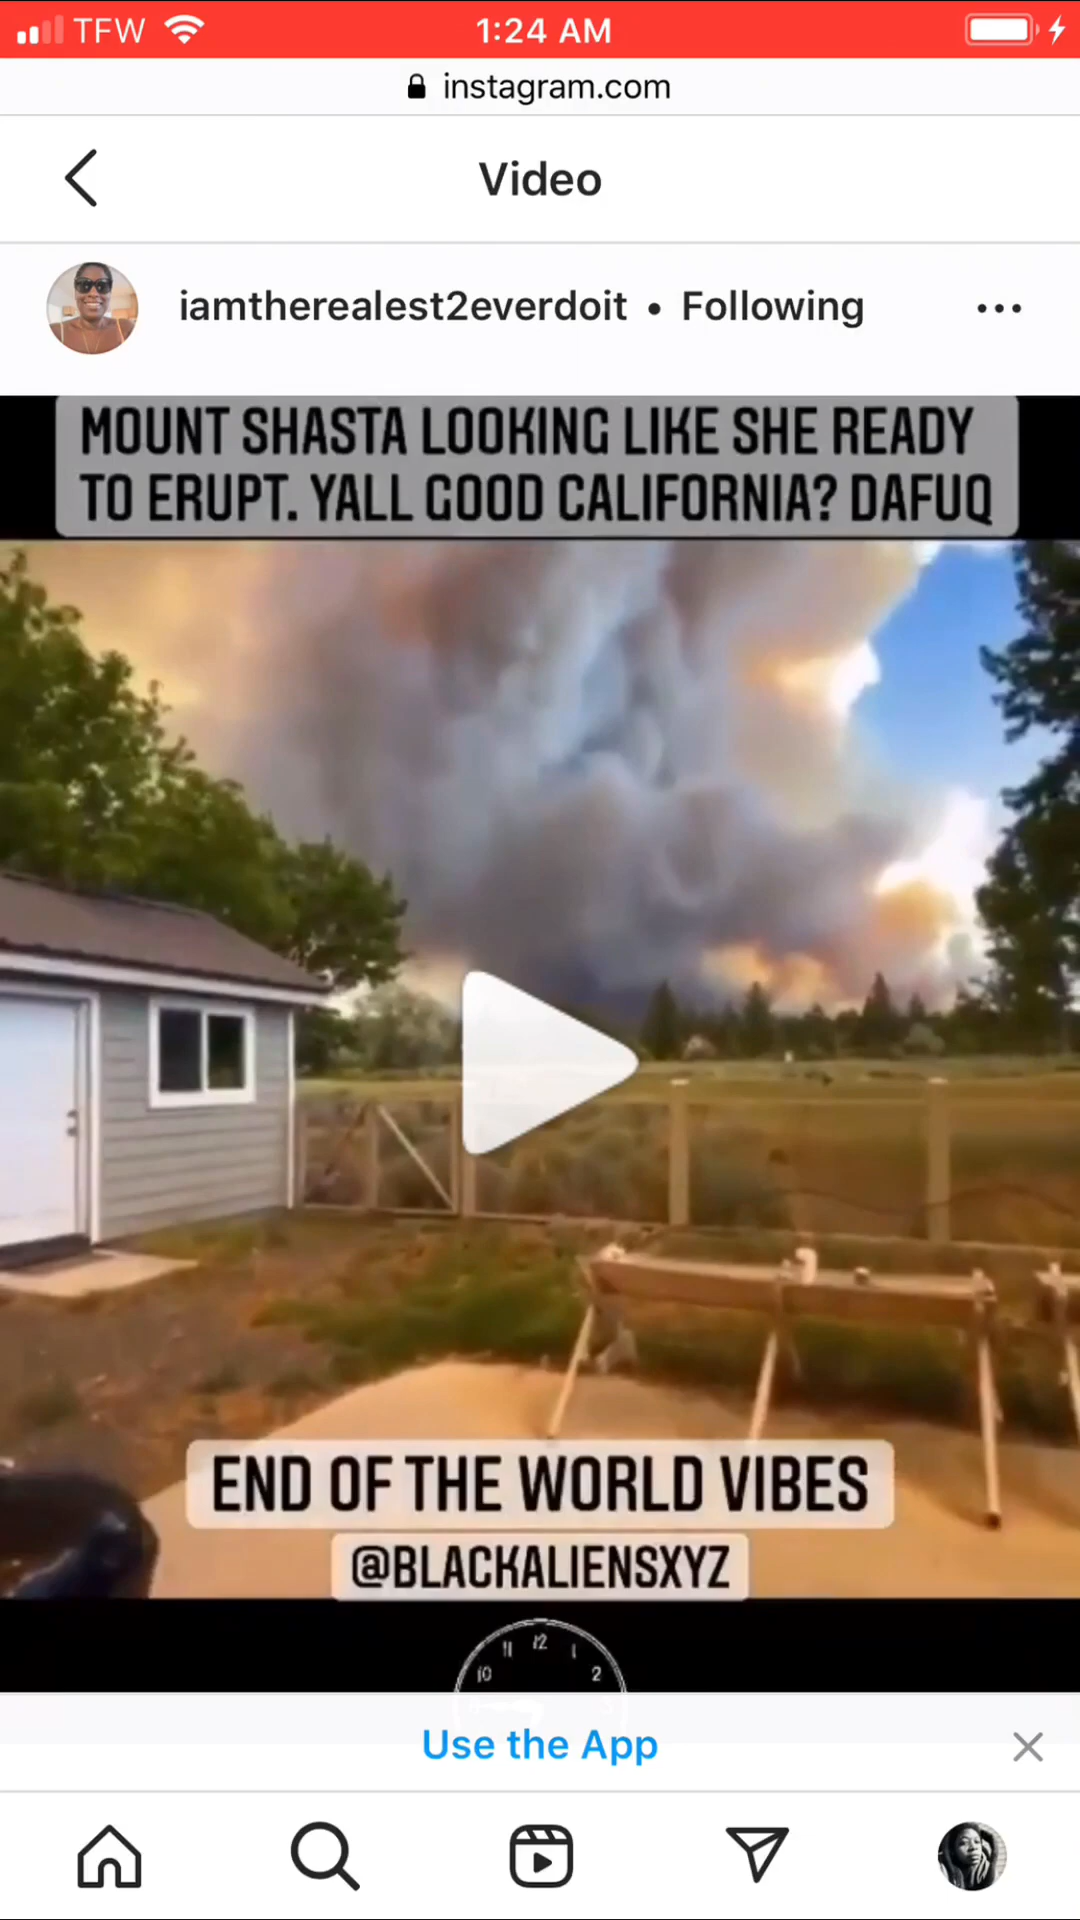 TFW
1:24 AM
instagram.com
Video
iamtherealest2everdoit • Following
MOUNT SHASTA LOOKING LIKE SHE READY
TO ERUPT. YALL GOOD CALIFORNIA? DAFUQ
END OF THE WORLD VIBES
@BLACKALIENSXYZ
11 12 1
10 2
Use the App